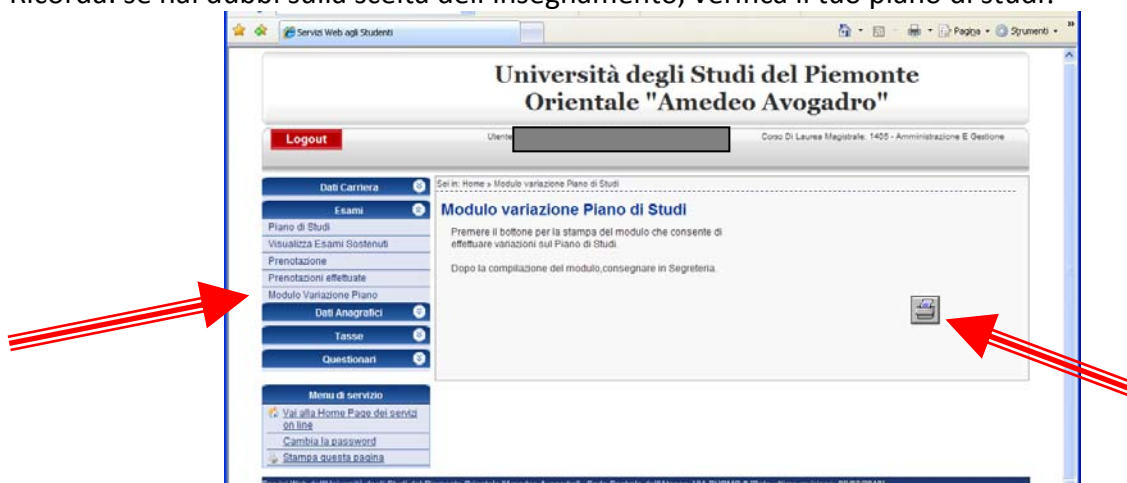 Ricorda: se hai dubbi sulla scelta dell'insegnamento, verifica il tuo piano di studi.
Servizi Web agli Studenti
Pagina
Strumenti
Università degli Studi del Piemonte
Orientale "Amedeo Avogadro"
Logout
Utente
Corso Di Laurea Magistrale: 1405 - Amministrazione E Gestione
Dati Carriera
Sei in: Home » Modulo variazione Piano di Studi
Esami
Modulo variazione Piano di Studi
Piano di Studi
Premere il bottone per la stampa del modulo che consente di
Visualizza Esami Sostenuti
effettuare variazioni sul Piano di Studi.
Prenotazione
Dopo la compilazione del modulo,consegnare in Segreteria.
Prenotazioni effettuate
Modulo Variazione Piano
Dati Anagrafici
Tasse
Questionari
Menu di servizio
Vai alla Home Page dei servizi
on line
Cambia la password
Stampa questa pagina